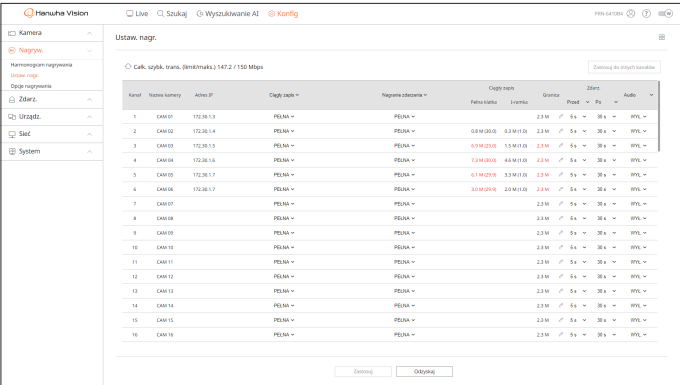 Hanwha Vision
Live Szukaj Wyszukiwanie AI Konfig
Kamera
Nagryw.
Harmonogram nagrywania
Ustaw. nagr.
Opcje nagrywania
Zdarz.
Urządz.
Sieć
System
Ustaw. nagr.
Całk. szybk. trans. (limit/maks.) 147.2 / 150 Mbps
Zastosuj do innych kanałów
Ciągły zapis Zdarz.
Kanał Nazwa kamery Adres IP Ciągły zapis Nagranie zdarzenia Granica Audio
Pełna klatka I-ramka Przed Po
1 CAM 01 172.30.1.3 PEŁNA PEŁNA 2.3 M 5 s 30 s WYŁ.
2 CAM 02 172.30.1.4 PEŁNA PEŁNA 0.8 M (30.0) 0.3 M (1.0) 2.3 M 5 s 30 s WYŁ.
3 CAM 03 172.30.1.5 PEŁNA PEŁNA 6.9 M (25.0) 1.5 M (1.0) 2.3 M 5 s 30 s WYŁ.
4 CAM 04 172.30.1.6 PEŁNA PEŁNA 7.3 M (30.0) 4.6 M (1.0) 2.3 M 5 s 30 s WYŁ.
5 CAM 05 172.30.1.7 PEŁNA PEŁNA 6.1 M (29.9) 3.3 M (1.0) 2.3 M 5 s 30 s WYŁ.
6 CAM 06 172.30.1.7 PEŁNA PEŁNA 3.0 M (29.9) 2.0 M (1.0) 2.3 M 5 s 30 s WYŁ.
7 CAM 07 PEŁNA PEŁNA 2.3 M 5 s 30 s WYŁ.
8 CAM 08 PEŁNA PEŁNA 2.3 M 5 s 30 s WYŁ.
9 CAM 09 PEŁNA PEŁNA 2.3 M 5 s 30 s WYŁ.
10 CAM 10 PEŁNA PEŁNA 2.3 M 5 s 30 s WYŁ.
11 CAM 11 PEŁNA PEŁNA 2.3 M 5 s 30 s WYŁ.
12 CAM 12 PEŁNA PEŁNA 2.3 M 5 s 30 s WYŁ.
13 CAM 13 PEŁNA PEŁNA 2.3 M 5 s 30 s WYŁ.
14 CAM 14 PEŁNA PEŁNA 2.3 M 5 s 30 s WYŁ.
15 CAM 15 PEŁNA PEŁNA 2.3 M 5 s 30 s WYŁ.
16 CAM 16 PEŁNA PEŁNA 2.3 M 5 s 30 s WYŁ.
Zastosuj Odzyskaj